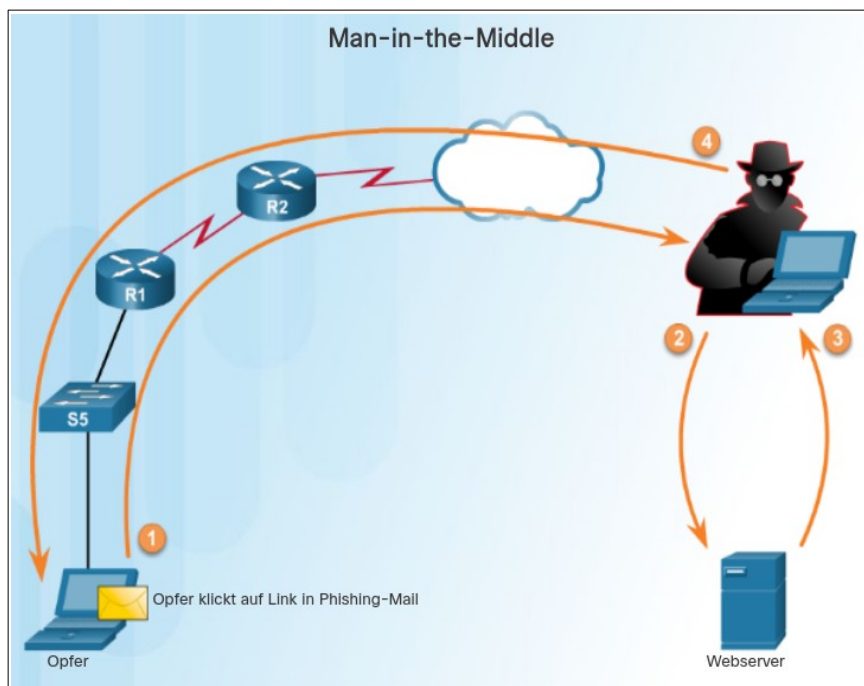 Man-in-the-Middle
4
R2
R1
2
3
S5
1
Opfer klickt auf Link in Phishing-Mail
Opfer
Webserver